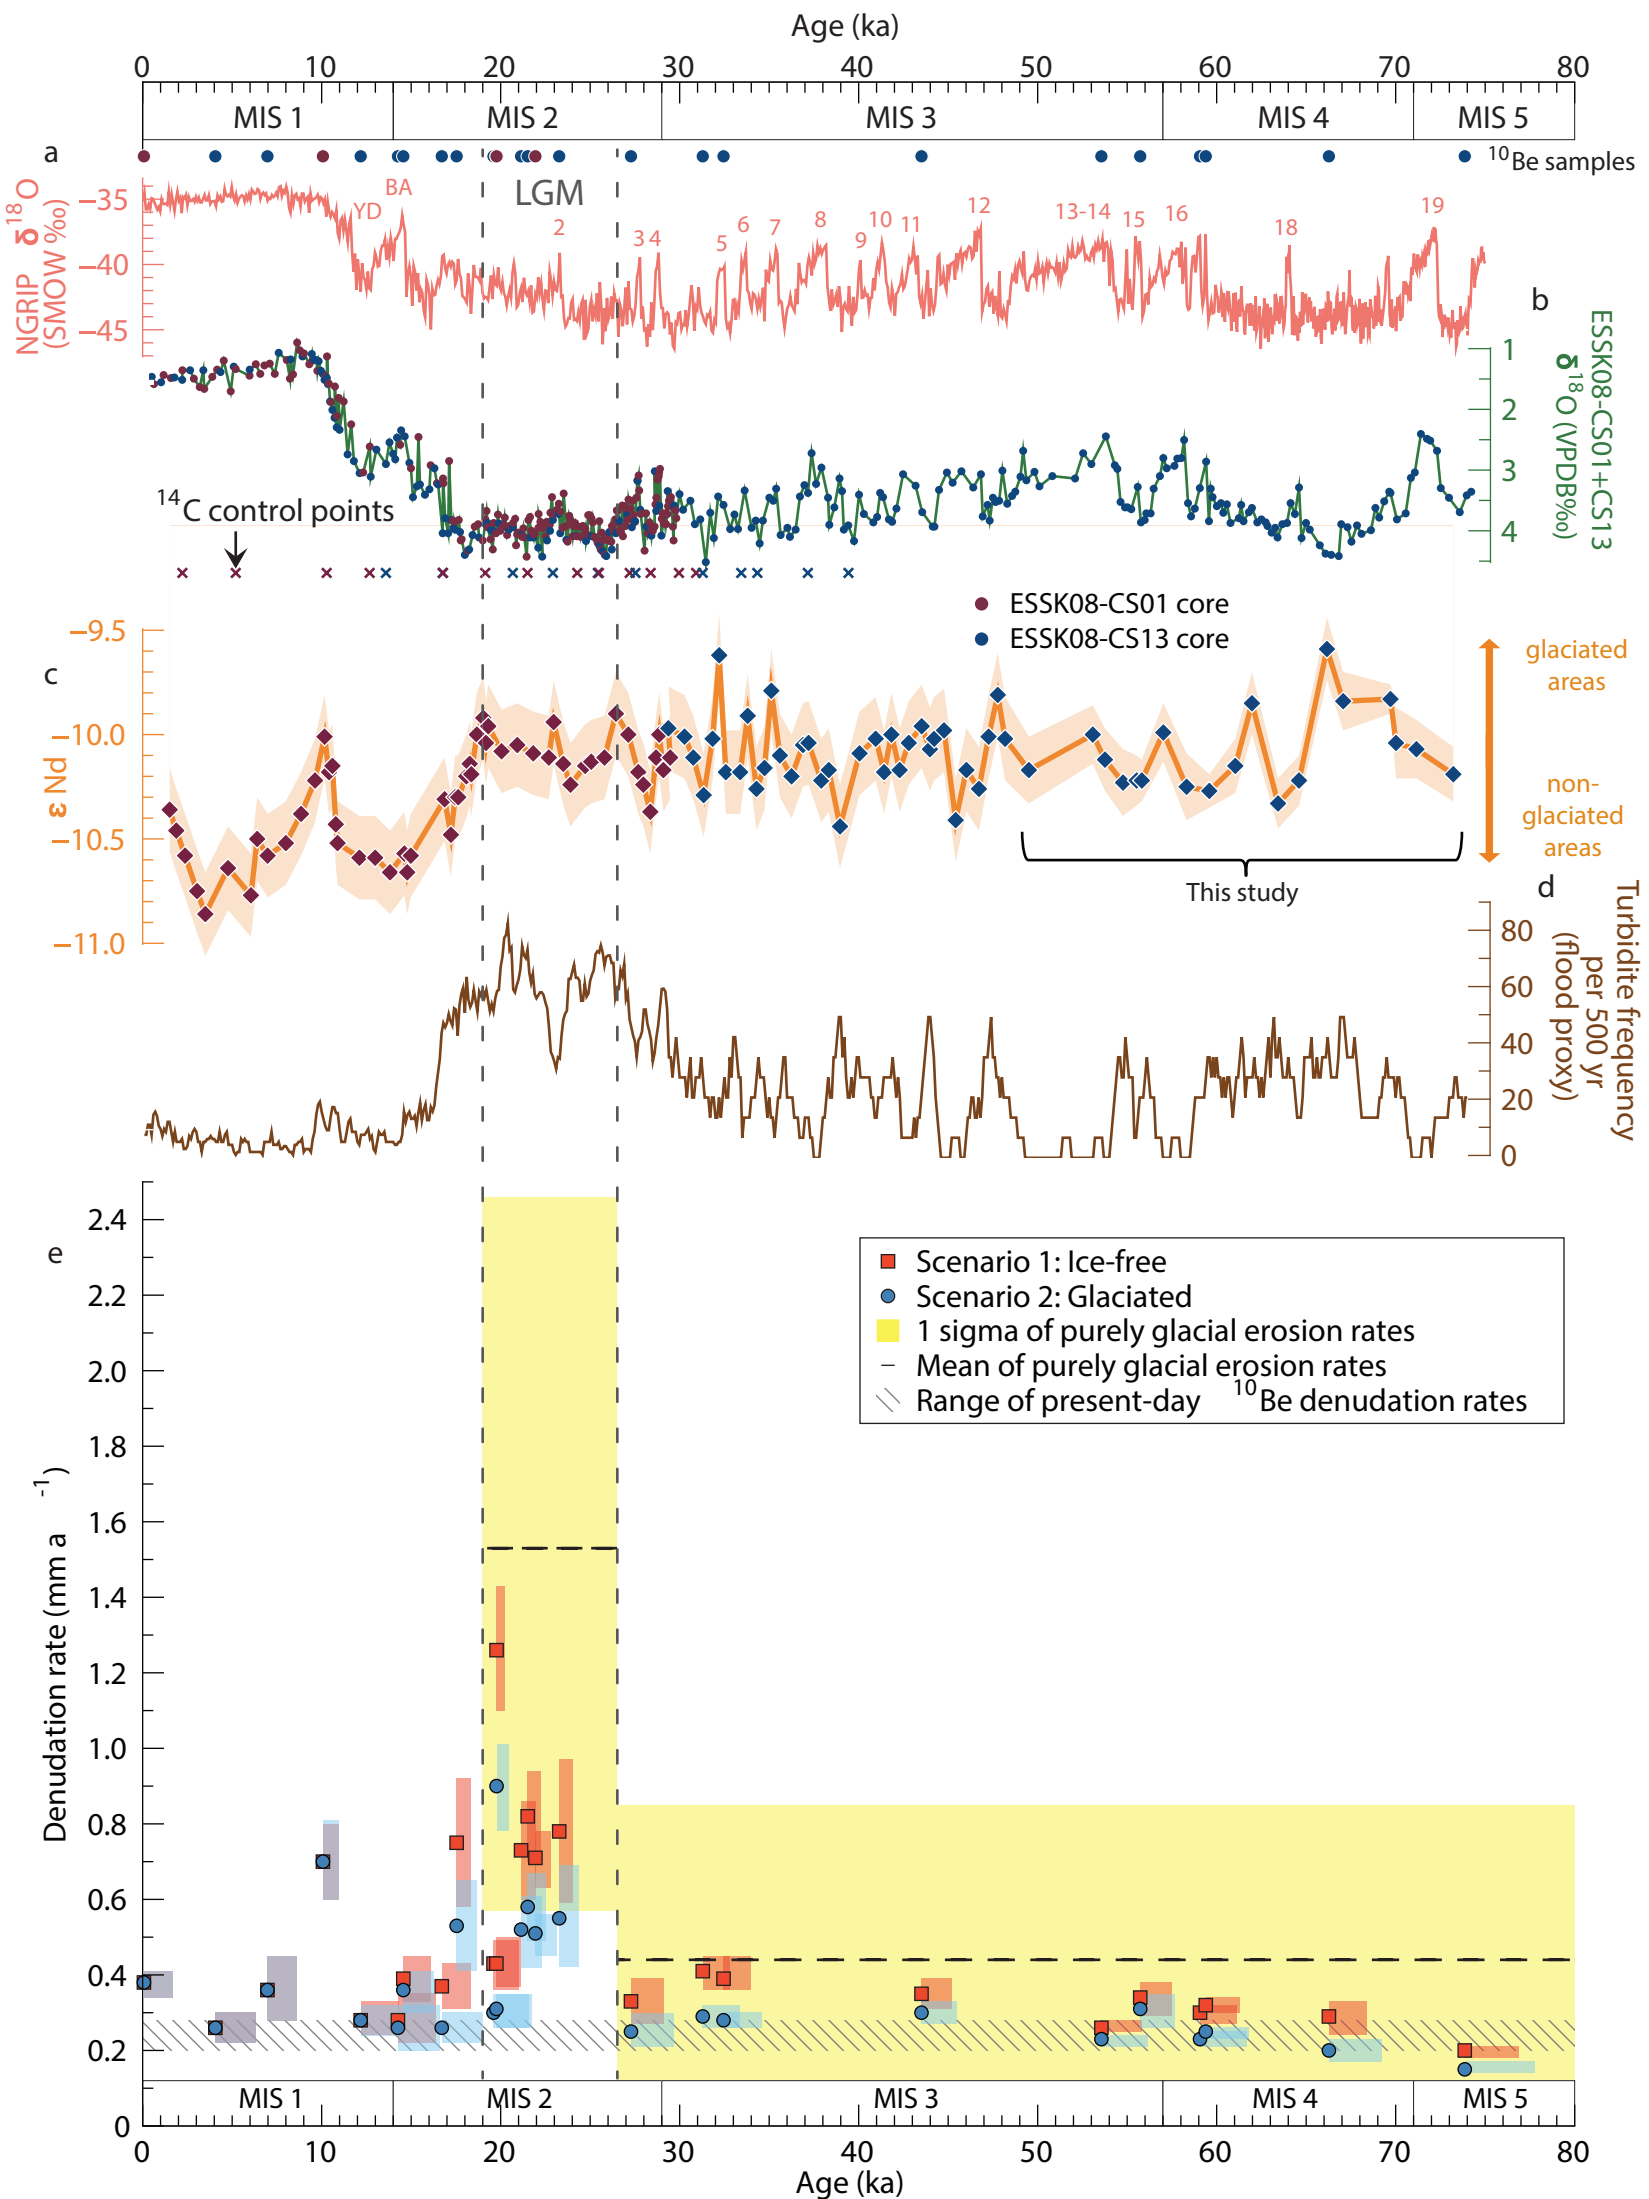 Age (ka)
0 10 20 30 40 50 60 70 80
MIS 1 MIS 2 MIS 3 MIS 4 MIS 5
a
10Be samples
NGRIP δ18O
(SMOW ‰)
−35
−40
−45
YD BA LGM
2 3 4 5 6 7 8 9 10 11 12 13-14 15 16 18 19
b
ESSK08-CS01+CS13
δ18O (VPDB‰)
1
2
3
4
14C control points
ESSK08-CS01 core
ESSK08-CS13 core
c
ε Nd
−9.5
−10.0
−10.5
−11.0
glaciated
areas
non-
glaciated
areas
This study
d
Turbidite frequency
per 500 yr
(flood proxy)
80
60
40
20
0
e
Denudation rate (mm a-1)
2.4
2.2
2.0
1.8
1.6
1.4
1.2
1.0
0.8
0.6
0.4
0.2
0
Scenario 1: Ice-free
Scenario 2: Glaciated
1 sigma of purely glacial erosion rates
Mean of purely glacial erosion rates
Range of present-day 10Be denudation rates
MIS 1 MIS 2 MIS 3 MIS 4 MIS 5
0 10 20 30 40 50 60 70 80
Age (ka)